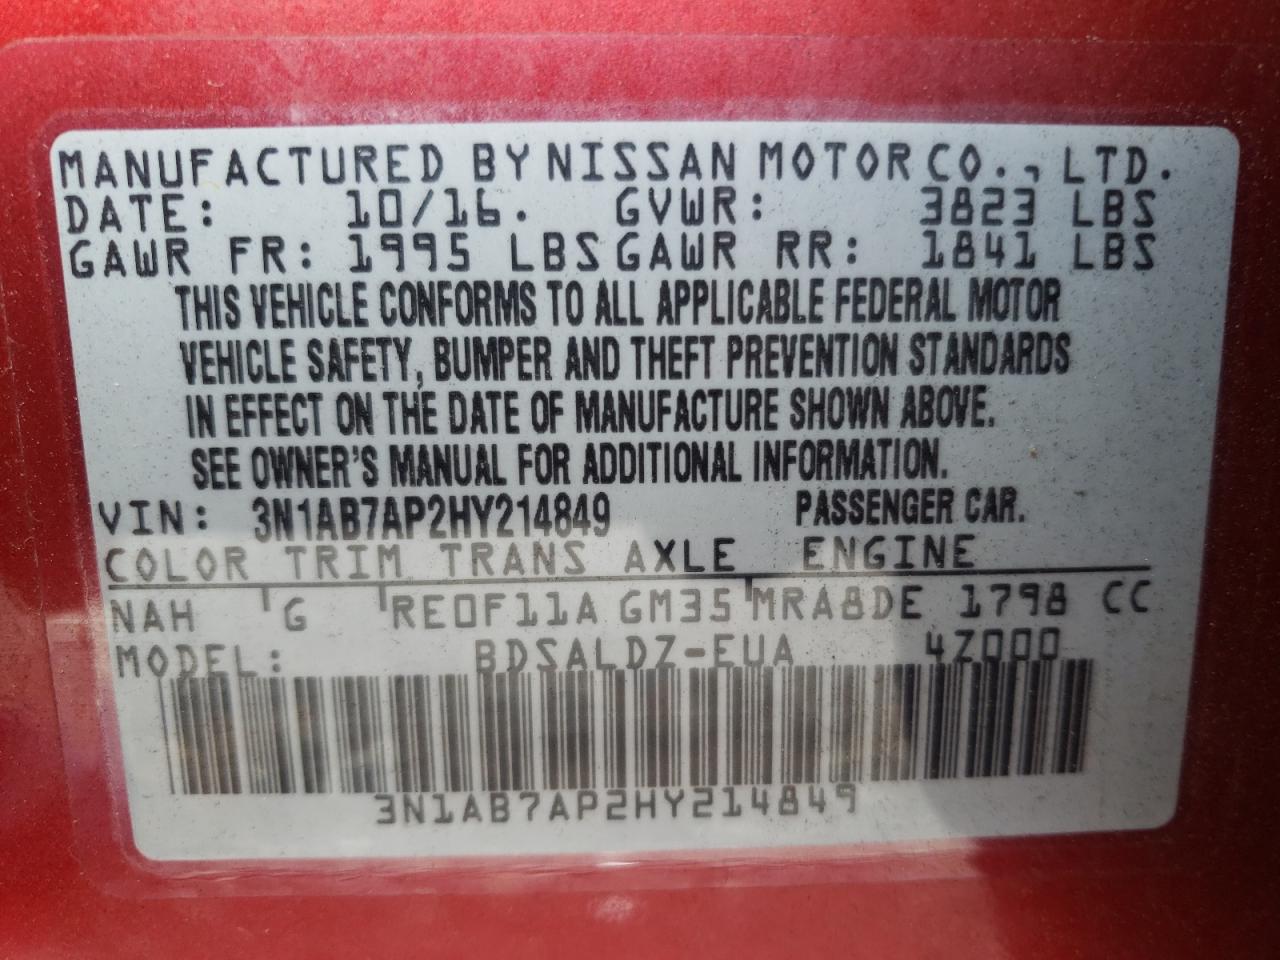 MANUFACTURED BY NISSAN MOTOR CO., LTD.
DATE: 10/16. GVWR: 3823 LBS
GAWR FR: 1995 LBS GAWR RR: 1841 LBS
THIS VEHICLE CONFORMS TO ALL APPLICABLE FEDERAL MOTOR
VEHICLE SAFETY, BUMPER AND THEFT PREVENTION STANDARDS
IN EFFECT ON THE DATE OF MANUFACTURE SHOWN ABOVE.
SEE OWNER'S MANUAL FOR ADDITIONAL INFORMATION.
VIN: 3N1AB7AP2HY214849 PASSENGER CAR.
COLOR TRIM TRANS AXLE ENGINE
NAH G RE0F11A GM35 MRA8DE 1798 CC
MODEL: BDSALDZ-EUA 4Z000
3N1AB7AP2HY214849